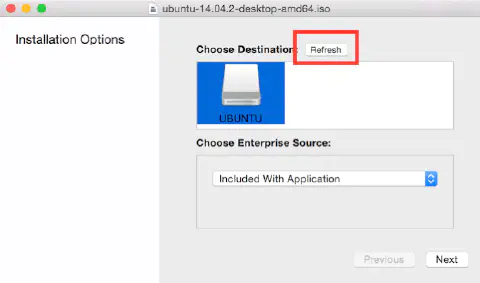 ubuntu-14.04.2-desktop-amd64.iso
Installation Options
Choose Destination: Refresh
UBUNTU
Choose Enterprise Source:
Included With Application
Previous Next